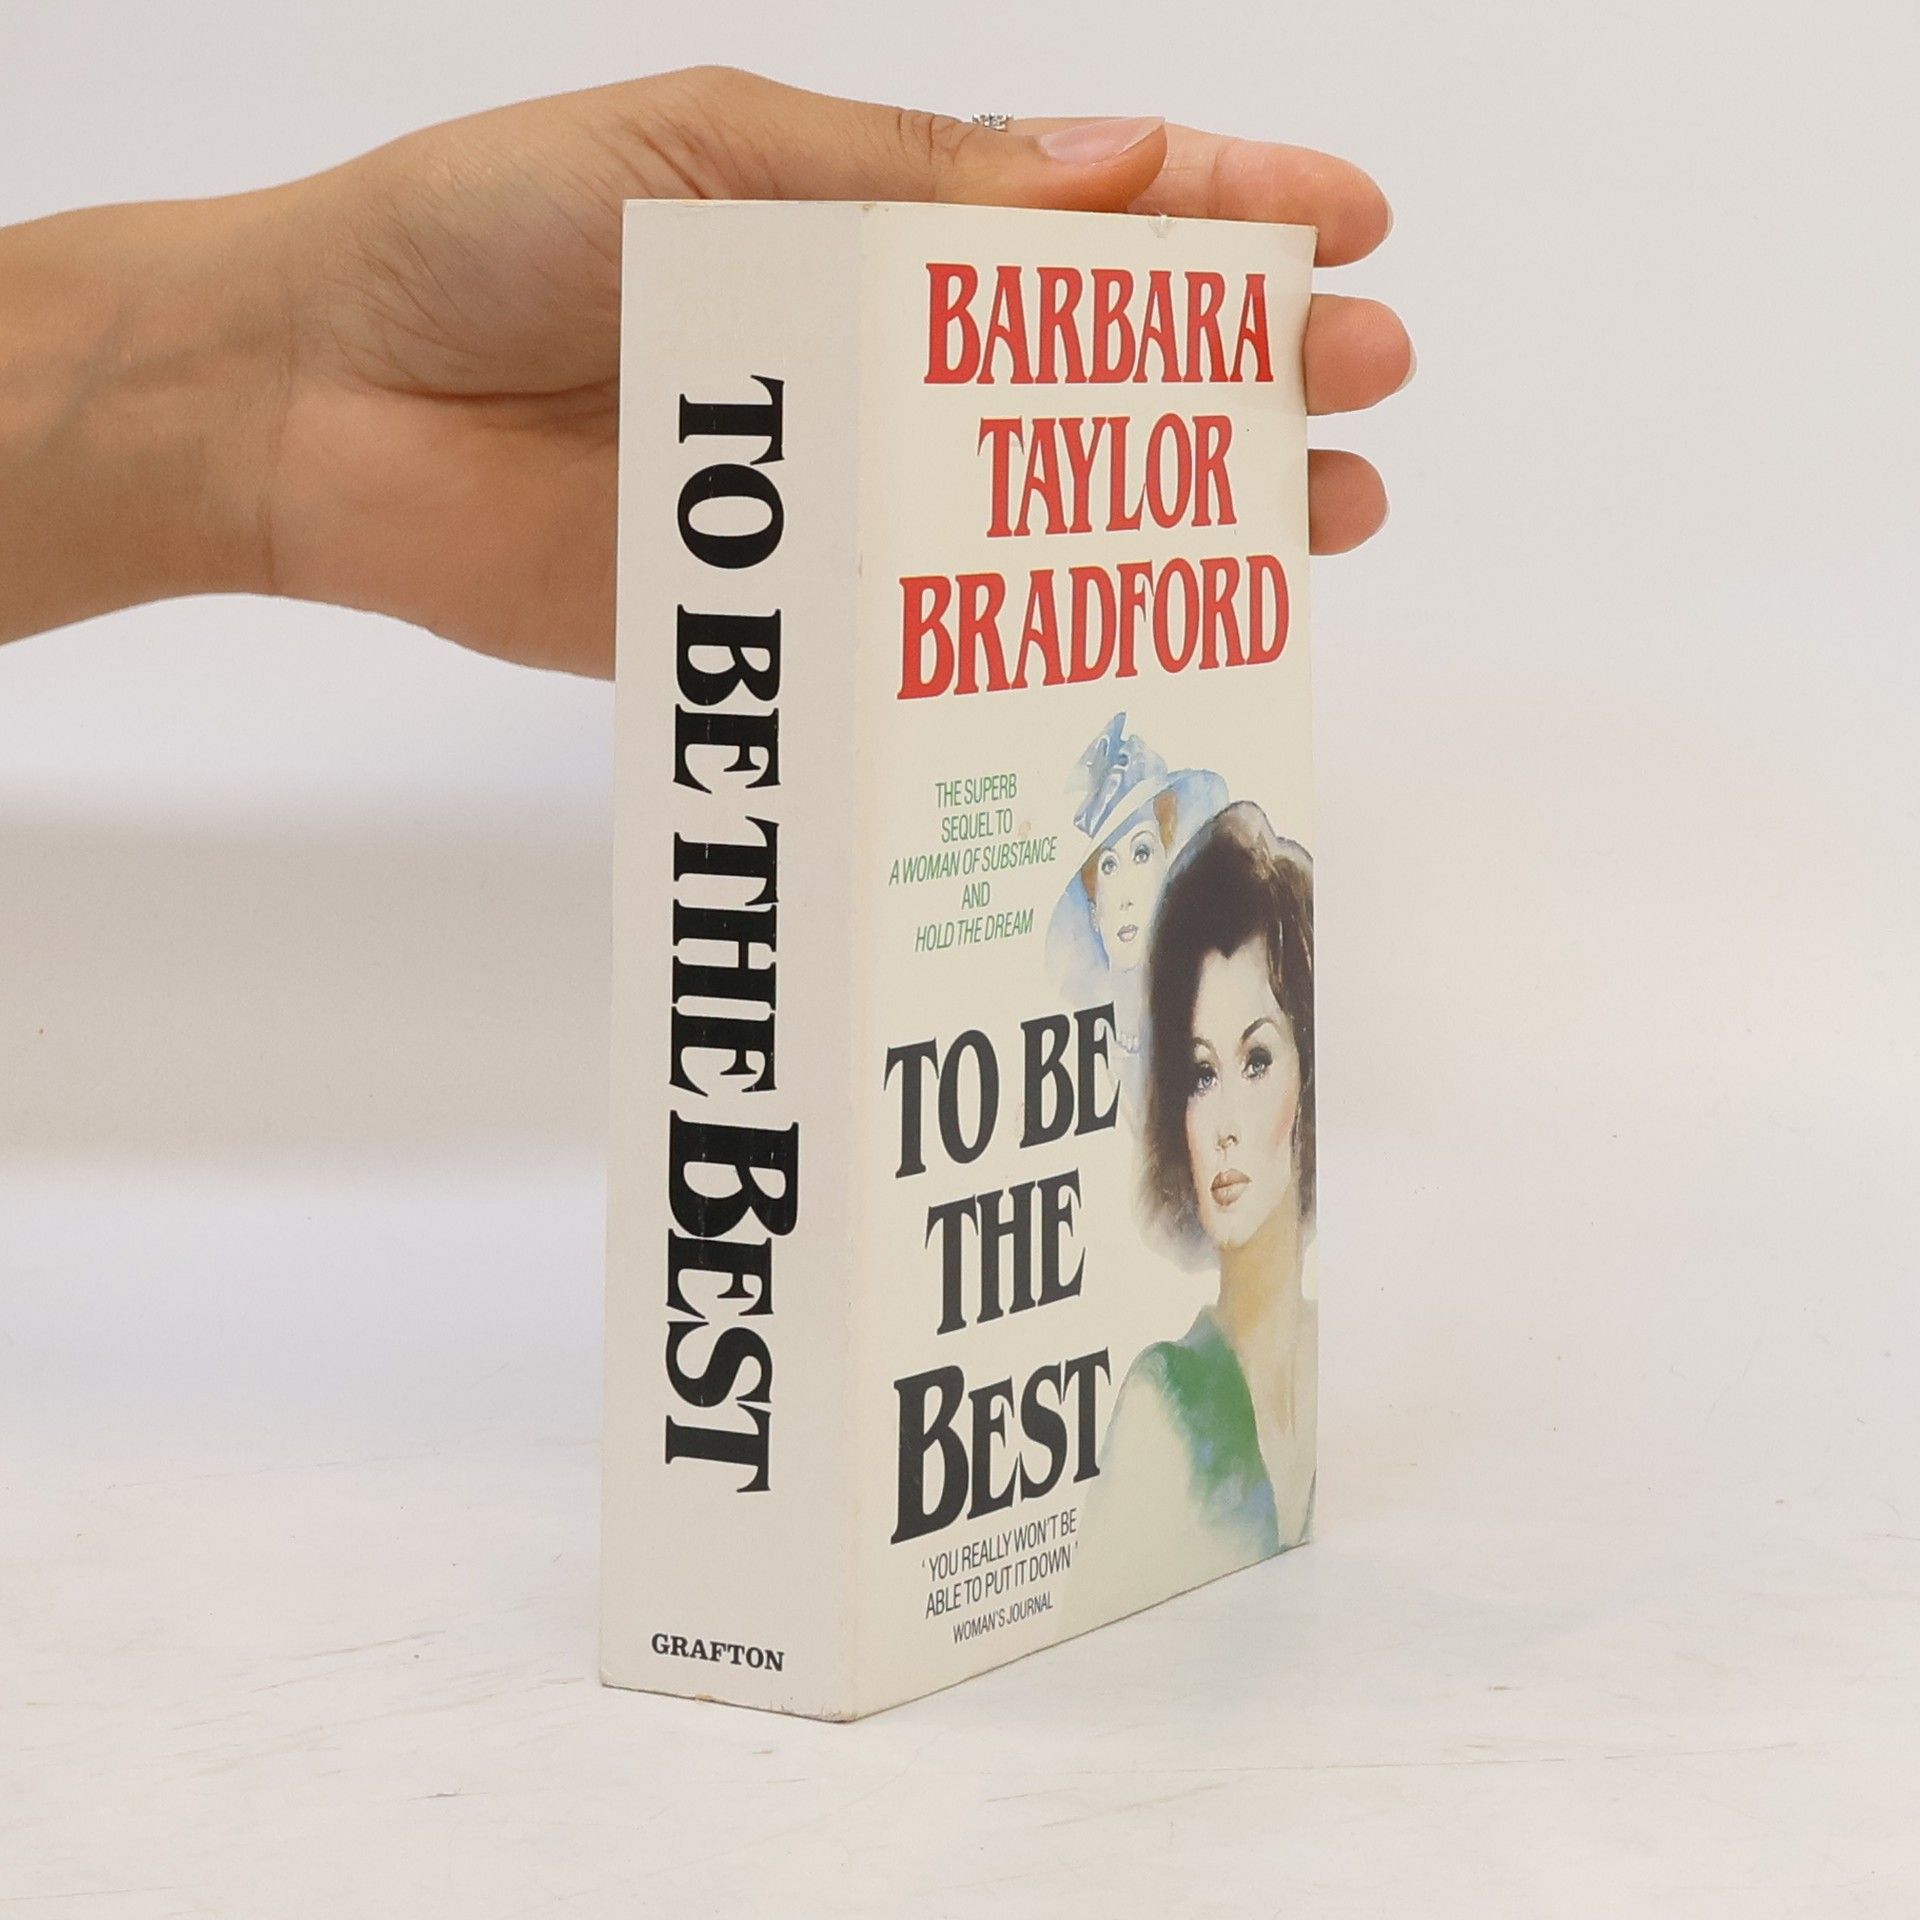 TO BE THE BEST
GRAFTON
BARBARA
TAYLOR
BRADFORD
THE SUPERB
SEQUEL TO
A WOMAN OF SUBSTANCE
AND
HOLD THE DREAM
TO BE
THE
BEST
'YOU REALLY WON'T BE
ABLE TO PUT IT DOWN'
WOMAN'S JOURNAL